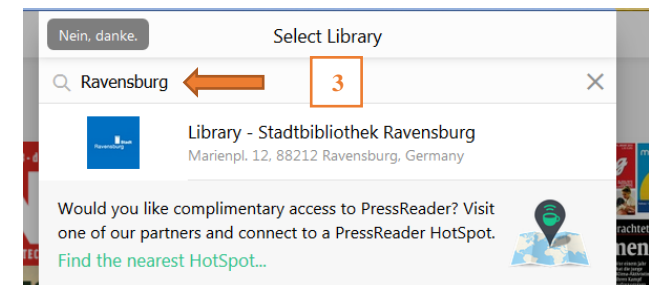 Nein, danke.
Select Library
Ravensburg
3
Library - Stadtbibliothek Ravensburg
Marienpl. 12, 88212 Ravensburg, Germany
Would you like complimentary access to PressReader? Visit
one of our partners and connect to a PressReader HotSpot.
Find the nearest HotSpot...